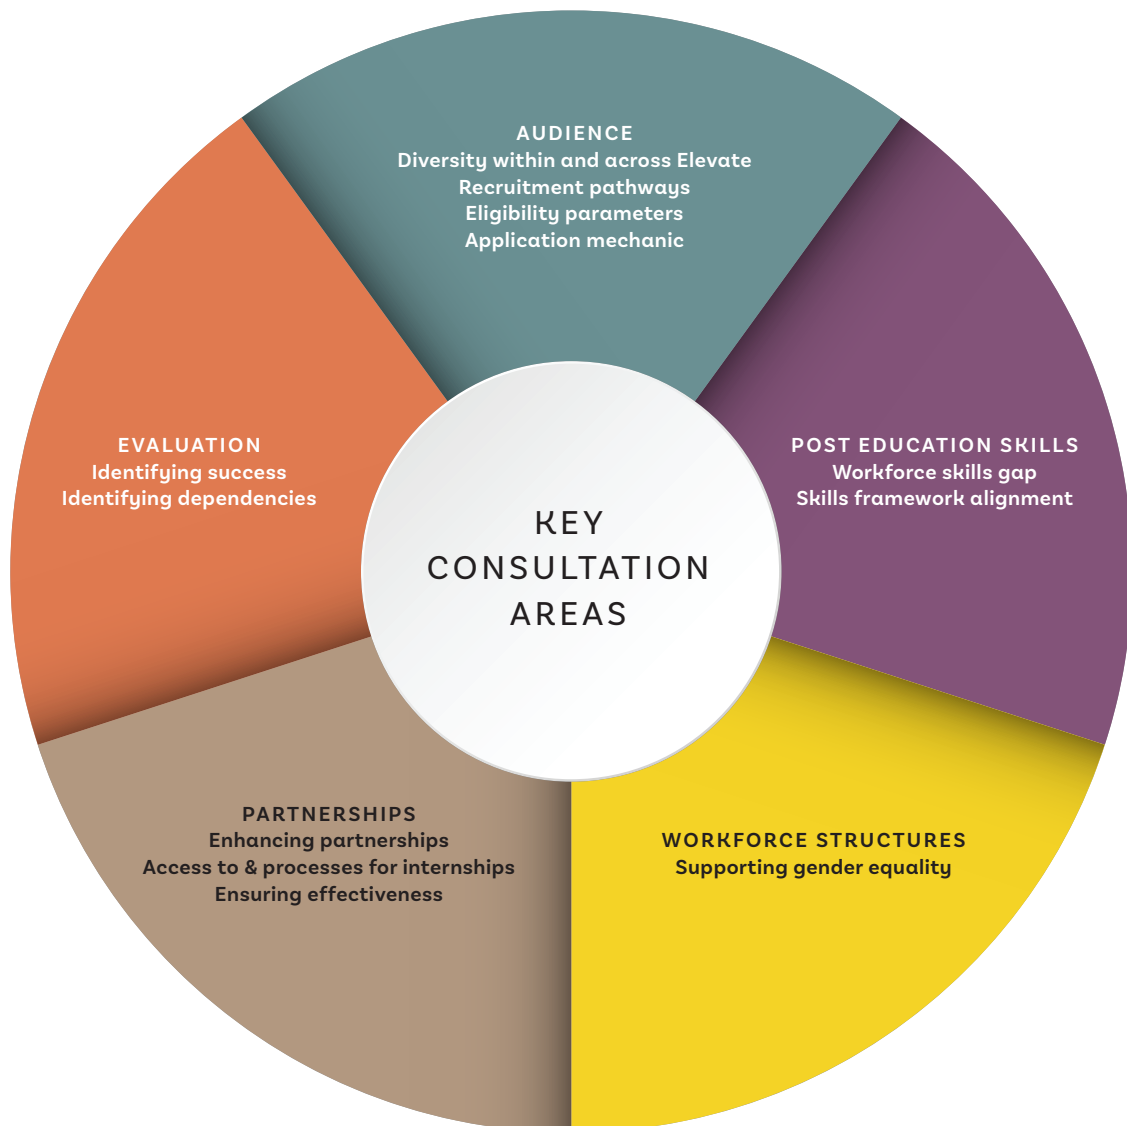 AUDIENCE
Diversity within and across Elevate
Recruitment pathways
Eligibility parameters
Application mechanic
POST EDUCATION SKILLS
Workforce skills gap
Skills framework alignment
WORKFORCE STRUCTURES
Supporting gender equality
PARTNERSHIPS
Enhancing partnerships
Access to & processes for internships
Ensuring effectiveness
EVALUATION
Identifying success
Identifying dependencies
KEY
CONSULTATION
AREAS